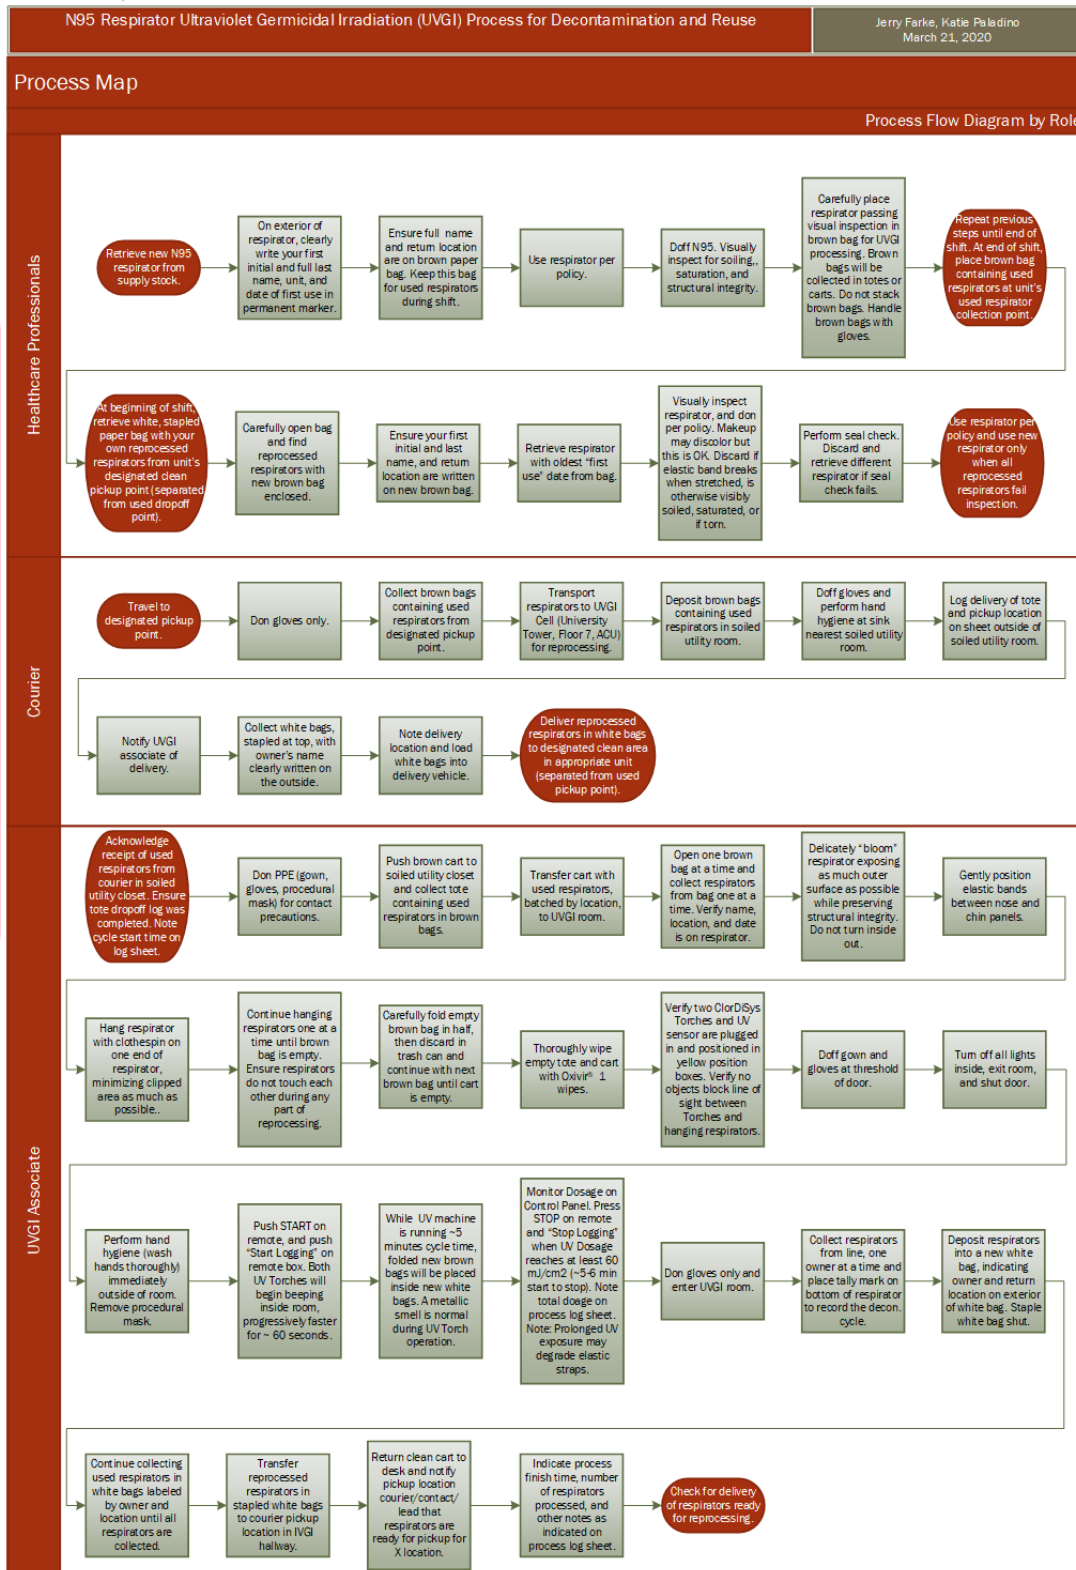 N95 Respirator Ultraviolet Germicidal Irradiation (UVGI) Process for Decontamination and Reuse
Jerry Farke, Katie Paladino
March 21, 2020
Process Map
Process Flow Diagram by Role
Healthcare Professionals
Retrieve new N95
respirator from
supply stock.
On exterior of
respirator, clearly
write your first
initial and full last
name, unit, and
date of first use in
permanent marker.
Ensure full name
and return location
are on brown paper
bag. Keep this bag
for used respirators
during shift.
Use respirator per
policy.
Doff N95. Visually
inspect for soiling,,
saturation, and
structural integrity.
Carefully place
respirator passing
visual inspection in
brown bag for UVGI
processing. Brown
bags will be
collected in totes or
carts. Do not stack
brown bags. Handle
brown bags with
gloves.
Repeat previous
steps until end of
shift. At end of shift,
place brown bag
containing used
respirators at unit's
used respirator
collection point.
At beginning of shift,
retrieve white, stapled
paper bag with your
own reprocessed
respirators from unit's
designated clean
pickup point (separated
from used dropoff
point).
Carefully open bag
and find
reprocessed
respirators with
new brown bag
enclosed.
Ensure your first
initial and last
name, and return
location are written
on new brown bag.
Retrieve respirator
with oldest "first
use" date from bag.
Visually inspect
respirator, and don
per policy. Makeup
may discolor but
this is OK. Discard if
elastic band breaks
when stretched, is
otherwise visibly
soiled, saturated, or
if torn.
Perform seal check.
Discard and
retrieve different
respirator if seal
check fails.
Use respirator per
policy and use new
respirator only
when all
reprocessed
respirators fail
inspection.
Courier
Travel to
designated pickup
point.
Don gloves only.
Collect brown bags
containing used
respirators from
designated pickup
point.
Transport
respirators to UVGI
Cell (University
Tower, Floor 7, ACU)
for reprocessing.
Deposit brown bags
containing used
respirators in soiled
utility room.
Doff gloves and
perform hand
hygiene at sink
nearest soiled utility
room.
Log delivery of tote
and pickup location
on sheet outside of
soiled utility room.
Notify UVGI
associate of
delivery.
Collect white bags,
stapled at top, with
owner's name
clearly written on
the outside.
Note delivery
location and load
white bags into
delivery vehicle.
Deliver reprocessed
respirators in white bags
to designated clean area
in appropriate unit
(separated from used
pickup point).
UVGI Associate
Acknowledge
receipt of used
respirators from
courier in soiled
utility closet. Ensure
tote dropoff log was
completed. Note
cycle start time on
log sheet.
Don PPE (gown,
gloves, procedural
mask) for contact
precautions.
Push brown cart to
soiled utility closet
and collect tote
containing used
respirators in brown
bags.
Transfer cart with
used respirators,
batched by location,
to UVGI room.
Open one brown
bag at a time and
collect respirators
from bag one at a
time. Verify name,
location, and date
is on respirator.
Delicately "bloom"
respirator exposing
as much outer
surface as possible
while preserving
structural integrity.
Do not turn inside
out.
Gently position
elastic bands
between nose and
chin panels.
Hang respirator
with clothespin on
one end of
respirator,
minimizing clipped
area as much as
possible..
Continue hanging
respirators one at a
time until brown
bag is empty.
Ensure respirators
do not touch each
other during any
part of
reprocessing.
Carefully fold empty
brown bag in half,
then discard in
trash can and
continue with next
brown bag until cart
is empty.
Thoroughly wipe
empty tote and cart
with Oxivir® 1
wipes.
Verify two ClorDiSys
Torches and UV
sensor are plugged
in and positioned in
yellow position
boxes. Verify no
objects block line of
sight between
Torches and
hanging respirators.
Doff gown and
gloves at threshold
of door.
Turn off all lights
inside, exit room,
and shut door.
Perform hand
hygiene (wash
hands thoroughly)
immediately
outside of room.
Remove procedural
mask.
Push START on
remote, and push
"Start Logging" on
remote box. Both
UV Torches will
begin beeping
inside room,
progressively faster
for ~ 60 seconds.
While UV machine
is running ~5
minutes cycle time,
folded new brown
bags will be placed
inside new white
bags. A metallic
smell is normal
during UV Torch
operation.
Monitor Dosage on
Control Panel. Press
STOP on remote
and "Stop Logging"
when UV Dosage
reaches at least 60
mJ/cm2 (~5-6 min
start to stop). Note
total doage on
process log sheet.
Note: Prolonged UV
exposure may
degrade elastic
straps.
Don gloves only and
enter UVGI room.
Collect respirators
from line, one
owner at a time and
place tally mark on
bottom of respirator
to record the decon.
cycle.
Deposit respirators
into a new white
bag, indicating
owner and return
location on exterior
of white bag. Staple
white bag shut.
Continue collecting
used respirators in
white bags labeled
by owner and
location until all
respirators are
collected.
Transfer
reprocessed
respirators in
stapled white bags
to courier pickup
location in IVGI
hallway.
Return clean cart to
desk and notify
pickup location
courier/contact/
lead that
respirators are
ready for pickup for
X location.
Indicate process
finish time, number
of respirators
processed, and
other notes as
indicated on
process log sheet.
Check for delivery
of respirators ready
for reprocessing.